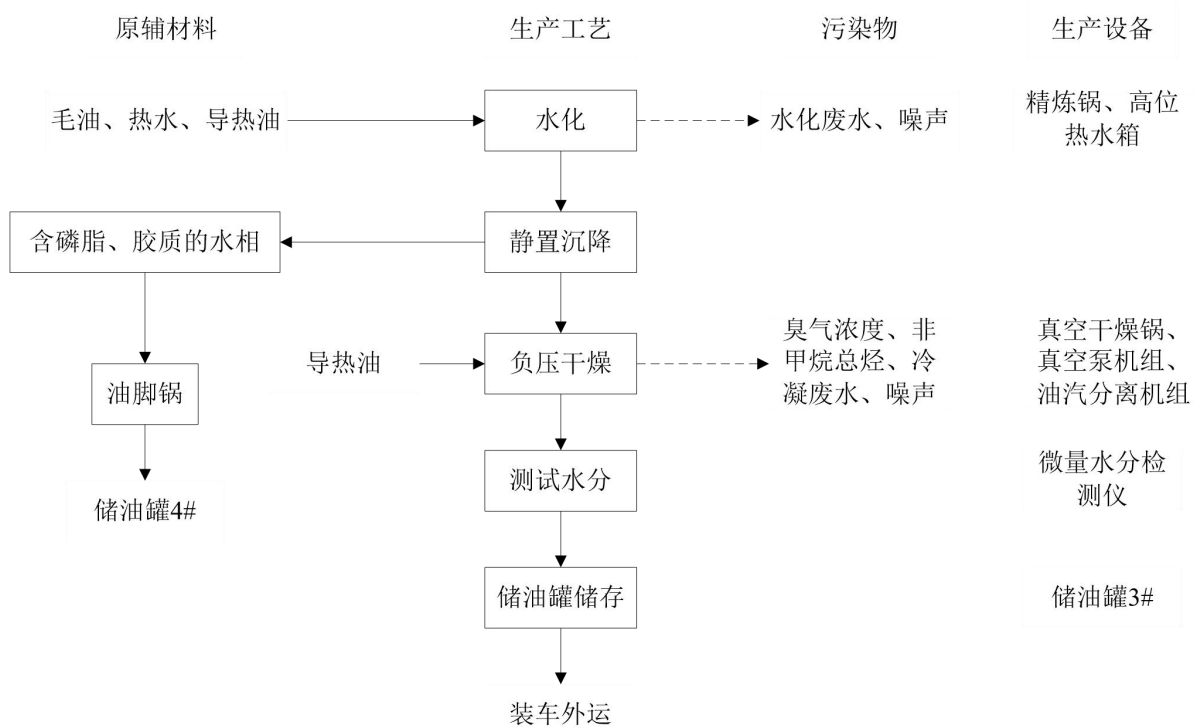 原辅材料
生产工艺
污染物
生产设备
毛油、热水、导热油
水化
水化废水、噪声
精炼锅、高位
热水箱
含磷脂、胶质的水相
静置沉降
导热油
负压干燥
臭气浓度、非
甲烷总烃、冷
凝废水、噪声
真空干燥锅、
真空泵机组、
油汽分离机组
油脚锅
测试水分
微量水分检
测仪
储油罐4#
储油罐储存
储油罐3#
装车外运